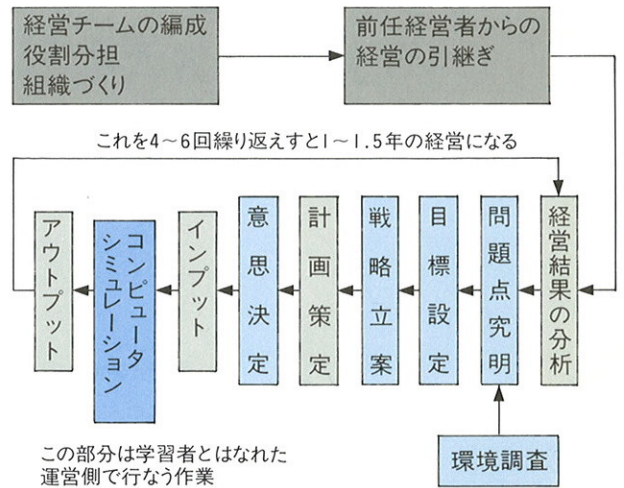 経営チームの編成
役割分担
組織づくり
前任経営者からの
経営の引継ぎ
これを4～6回繰り返えすと1～1.5年の経営になる
経営結果の分析
問題点究明
目標設定
戦略立案
計画策定
意思決定
インプット
コンピュータ
シミュレーション
アウトプット
環境調査
この部分は学習者とはなれた
運営側で行なう作業